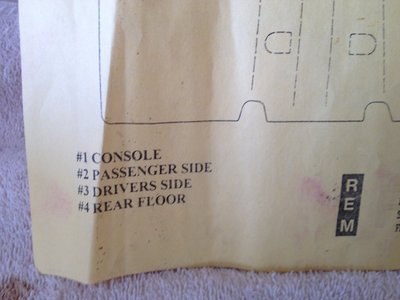 #1 CONSOLE
#2 PASSENGER SIDE
#3 DRIVERS SIDE
#4 REAR FLOOR
REM